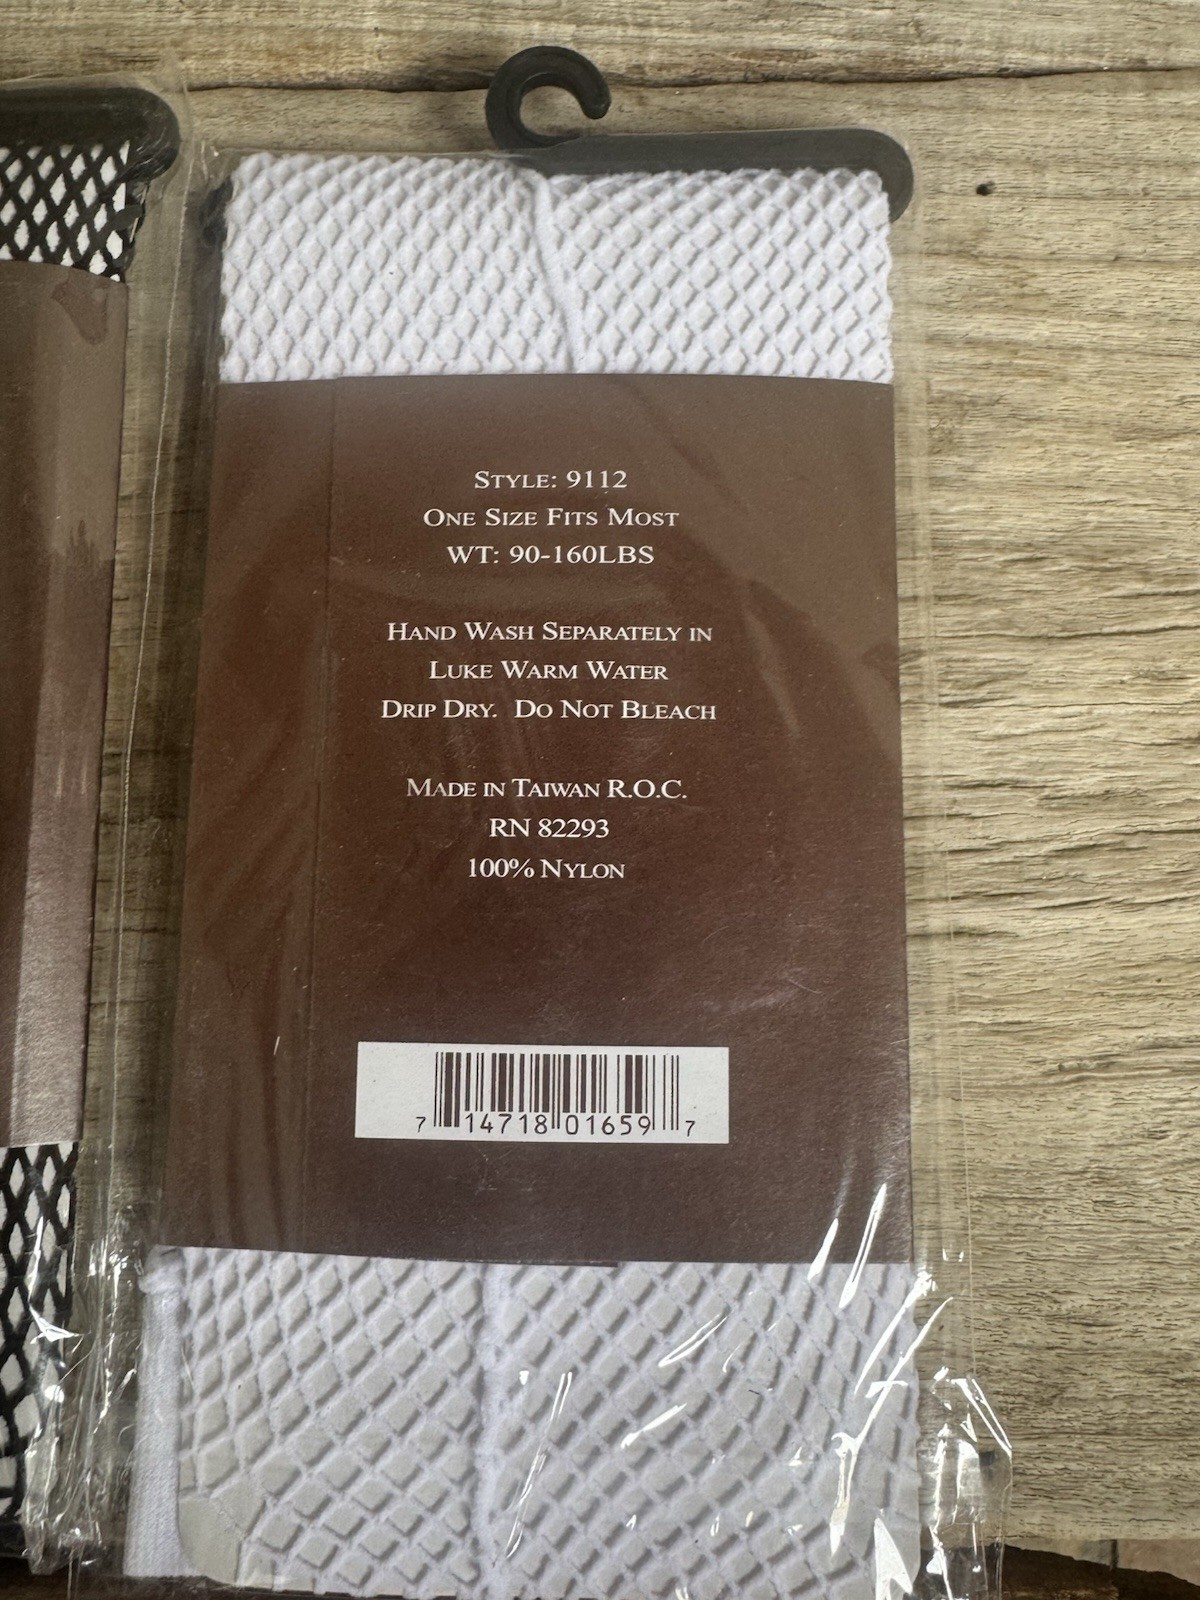 STYLE: 9112
ONE SIZE FITS MOST
WT: 90-160LBS
HAND WASH SEPARATELY IN
LUKE WARM WATER
DRIP DRY. DO NOT BLEACH
MADE IN TAIWAN R.O.C.
RN 82293
100% NYLON
7 14718 01659 7